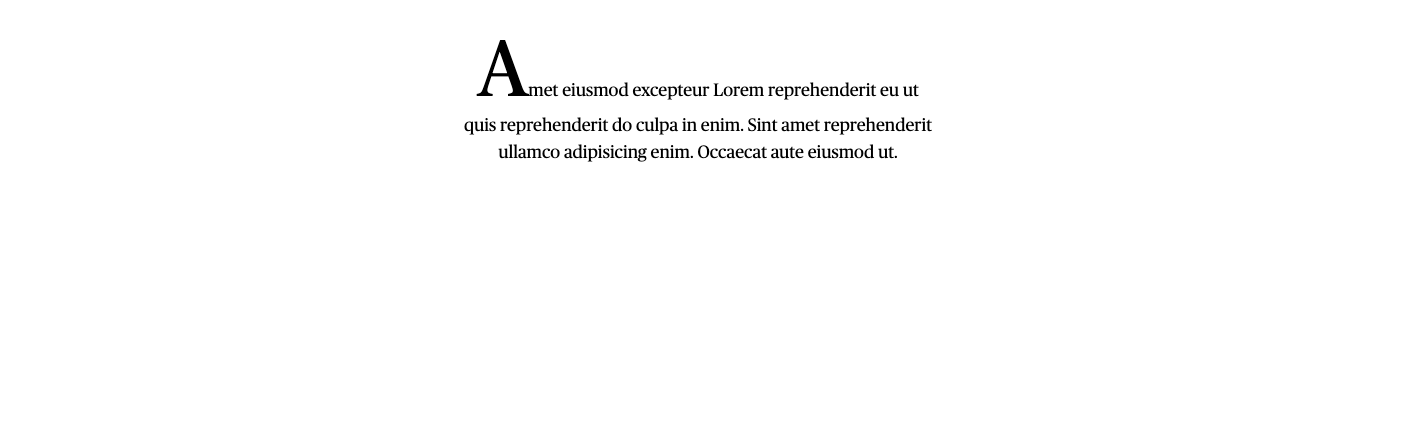 Amet eiusmod excepteur Lorem reprehenderit eu ut
quis reprehenderit do culpa in enim. Sint amet reprehenderit
ullamco adipisicing enim. Occaecat aute eiusmod ut.